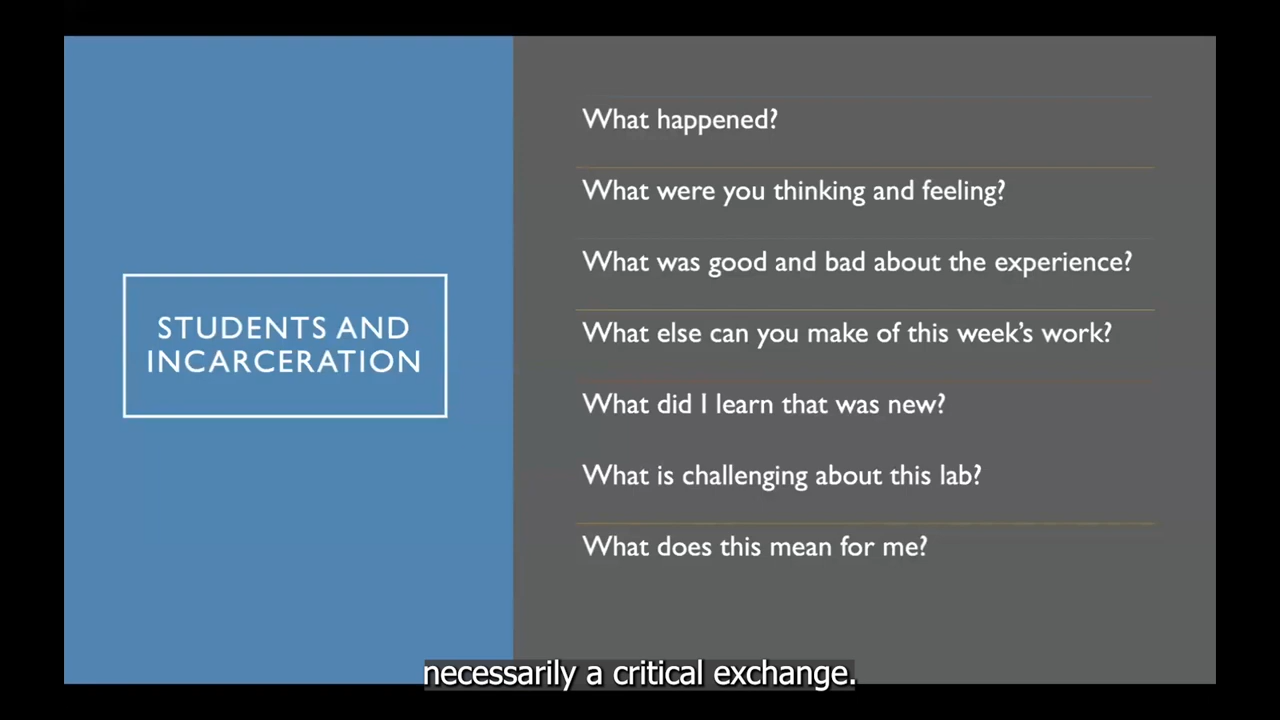 STUDENTS AND
INCARCERATION
What happened?
What were you thinking and feeling?
What was good and bad about the experience?
What else can you make of this week's work?
What did I learn that was new?
What is challenging about this lab?
What does this mean for me?
necessarily a critical exchange.